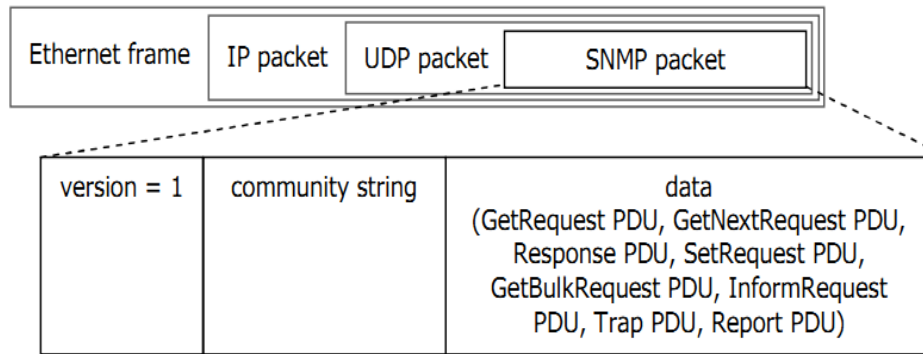 Ethernet frame
IP packet
UDP packet
SNMP packet
version = 1
community string
data
(GetRequest PDU, GetNextRequest PDU,
Response PDU, SetRequest PDU,
GetBulkRequest PDU, InformRequest
PDU, Trap PDU, Report PDU)